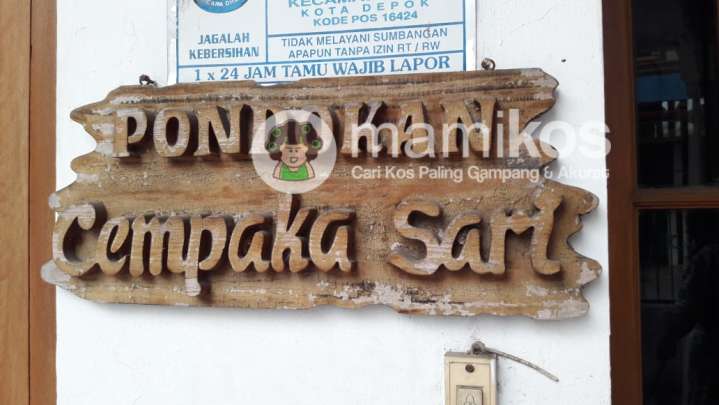 KOTA DEPOK
KODE POS 16424
JAGALAH
KEBERSIHAN
TIDAK MELAYANI SUMBANGAN
APAPUN TANPA IZIN RT / RW
1 x 24 JAM TAMU WAJIB LAPOR
PONDOKAN
mamikos
Cari Kos Paling Gampang & Akurat
Cempaka Sari